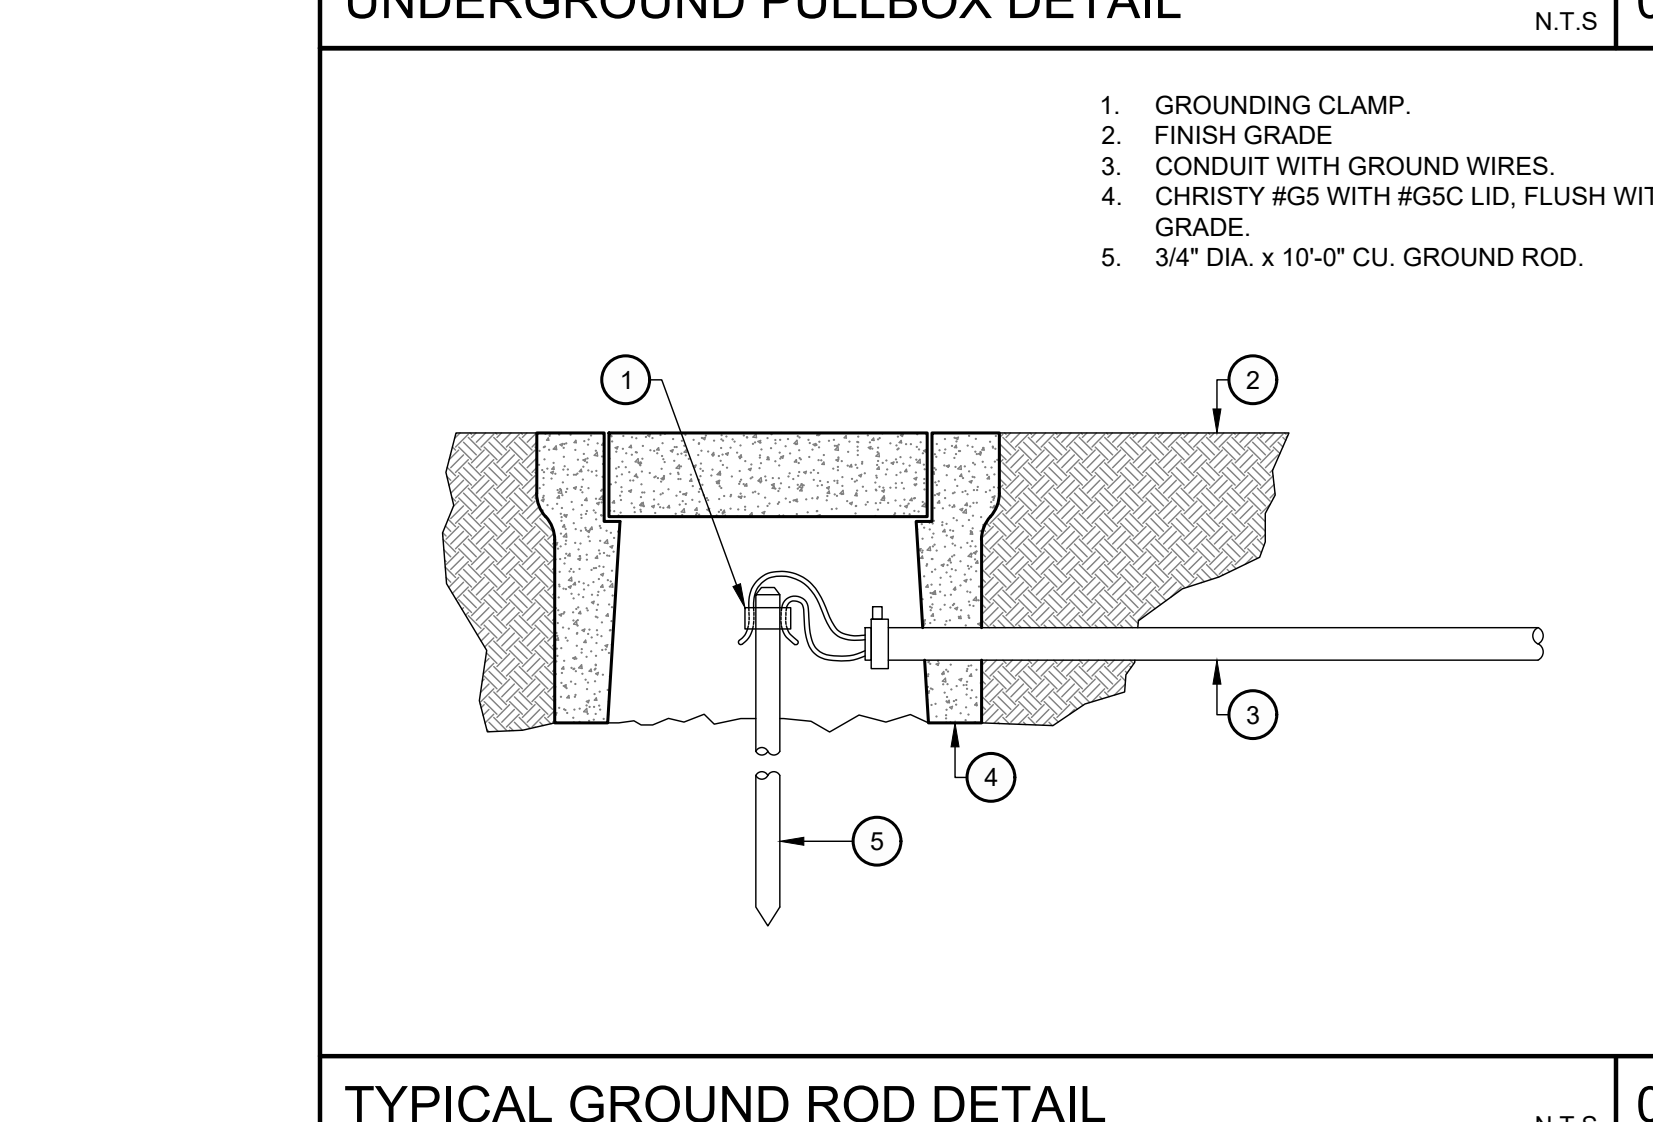 UNDERGROUND PULLBOX DETAIL
N.T.S
1. GROUNDING CLAMP.
2. FINISH GRADE
3. CONDUIT WITH GROUND WIRES.
4. CHRISTY #G5 WITH #G5C LID, FLUSH
GRADE.
5. 3/4" DIA. x 10'-0" CU. GROUND ROD.
1
2
3
4
5
TYPICAL GROUND ROD DETAIL
N.T.S